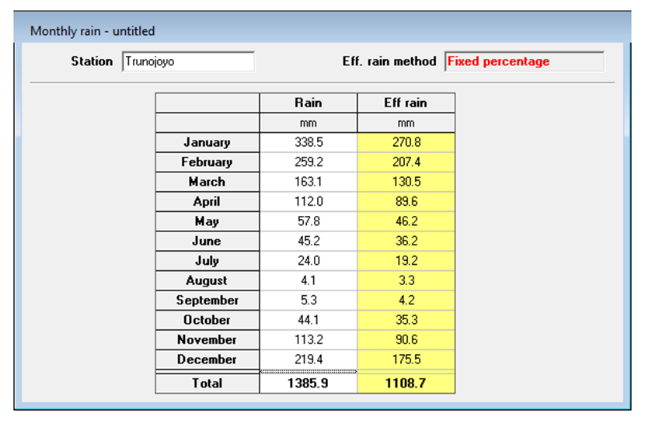 Monthly rain - untitled
Station Trunojoyo Eff. rain method Fixed percentage
Rain Eff rain
mm mm
January 338.5 270.8
February 259.2 207.4
March 163.1 130.5
April 112.0 89.6
May 57.8 46.2
June 45.2 36.2
July 24.0 19.2
August 4.1 3.3
September 5.3 4.2
October 44.1 35.3
November 113.2 90.6
December 219.4 175.5
Total 1385.9 1108.7